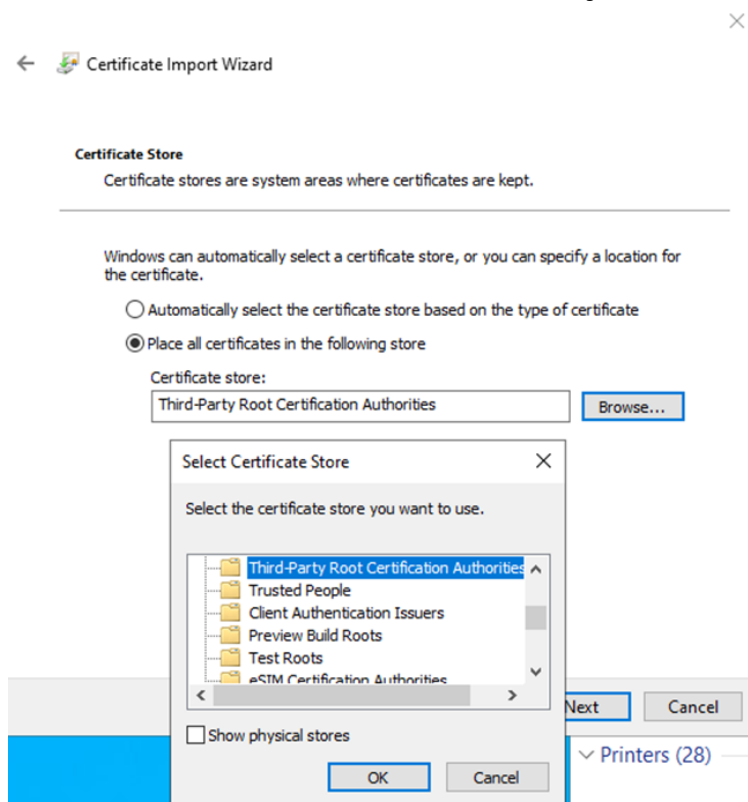 Certificate Import Wizard
Certificate Store
Certificate stores are system areas where certificates are kept.
Windows can automatically select a certificate store, or you can specify a location for
the certificate.
Automatically select the certificate store based on the type of certificate
Place all certificates in the following store
Certificate store:
Third-Party Root Certification Authorities
Browse...
Select Certificate Store
Select the certificate store you want to use.
Third-Party Root Certification Authorities
Trusted People
Client Authentication Issuers
Preview Build Roots
Test Roots
eSIM Certification Authorities
Show physical stores
OK Cancel
Next Cancel
Printers (28)